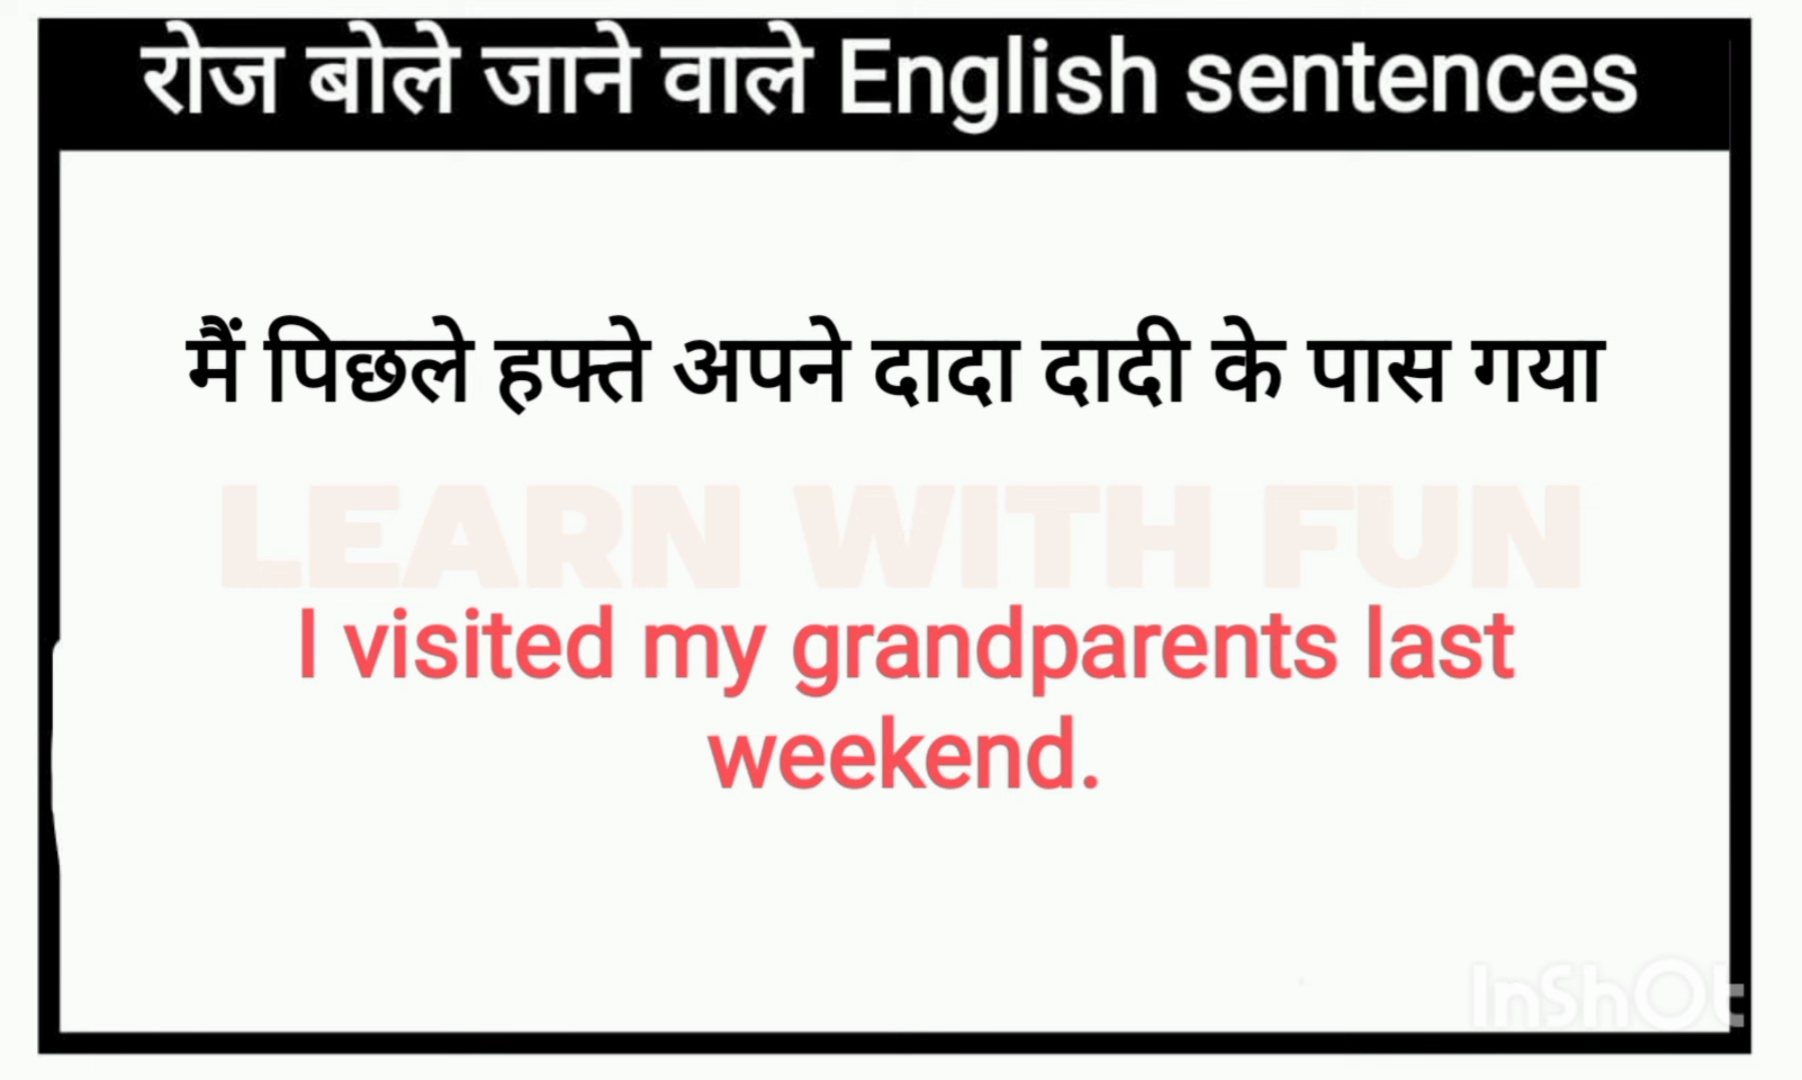 रोज बोले जाने वाले English sentences
मैं पिछले हफ्ते अपने दादा दादी के पास गया
LEARN WITH FUN
I visited my grandparents last
weekend.
InShOt